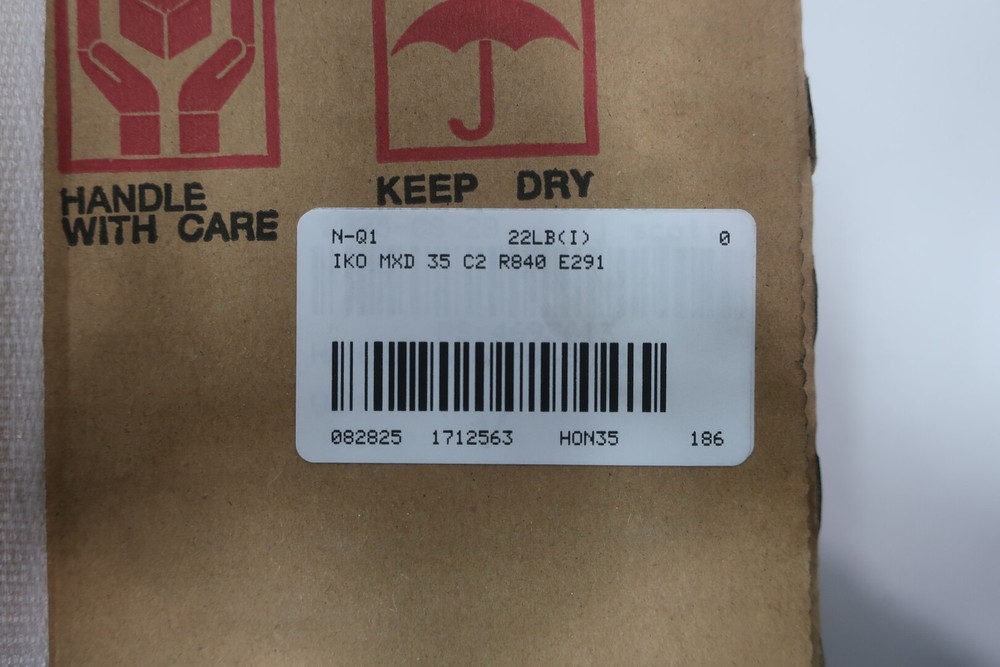 HANDLE
WITH CARE
KEEP DRY
N-Q1 22LB(I) 0
IKO MXD 35 C2 R840 E291
082825 1712563 HON35 186